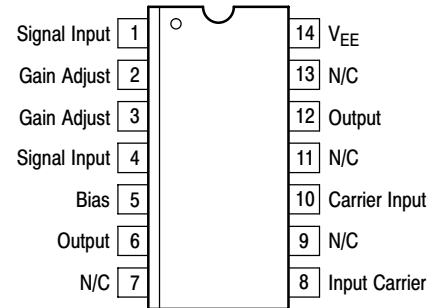 Signal Input 1 14 VEE
Gain Adjust 2 13 N/C
Gain Adjust 3 12 Output
Signal Input 4 11 N/C
Bias 5 10 Carrier Input
Output 6 9 N/C
N/C 7 8 Input Carrier